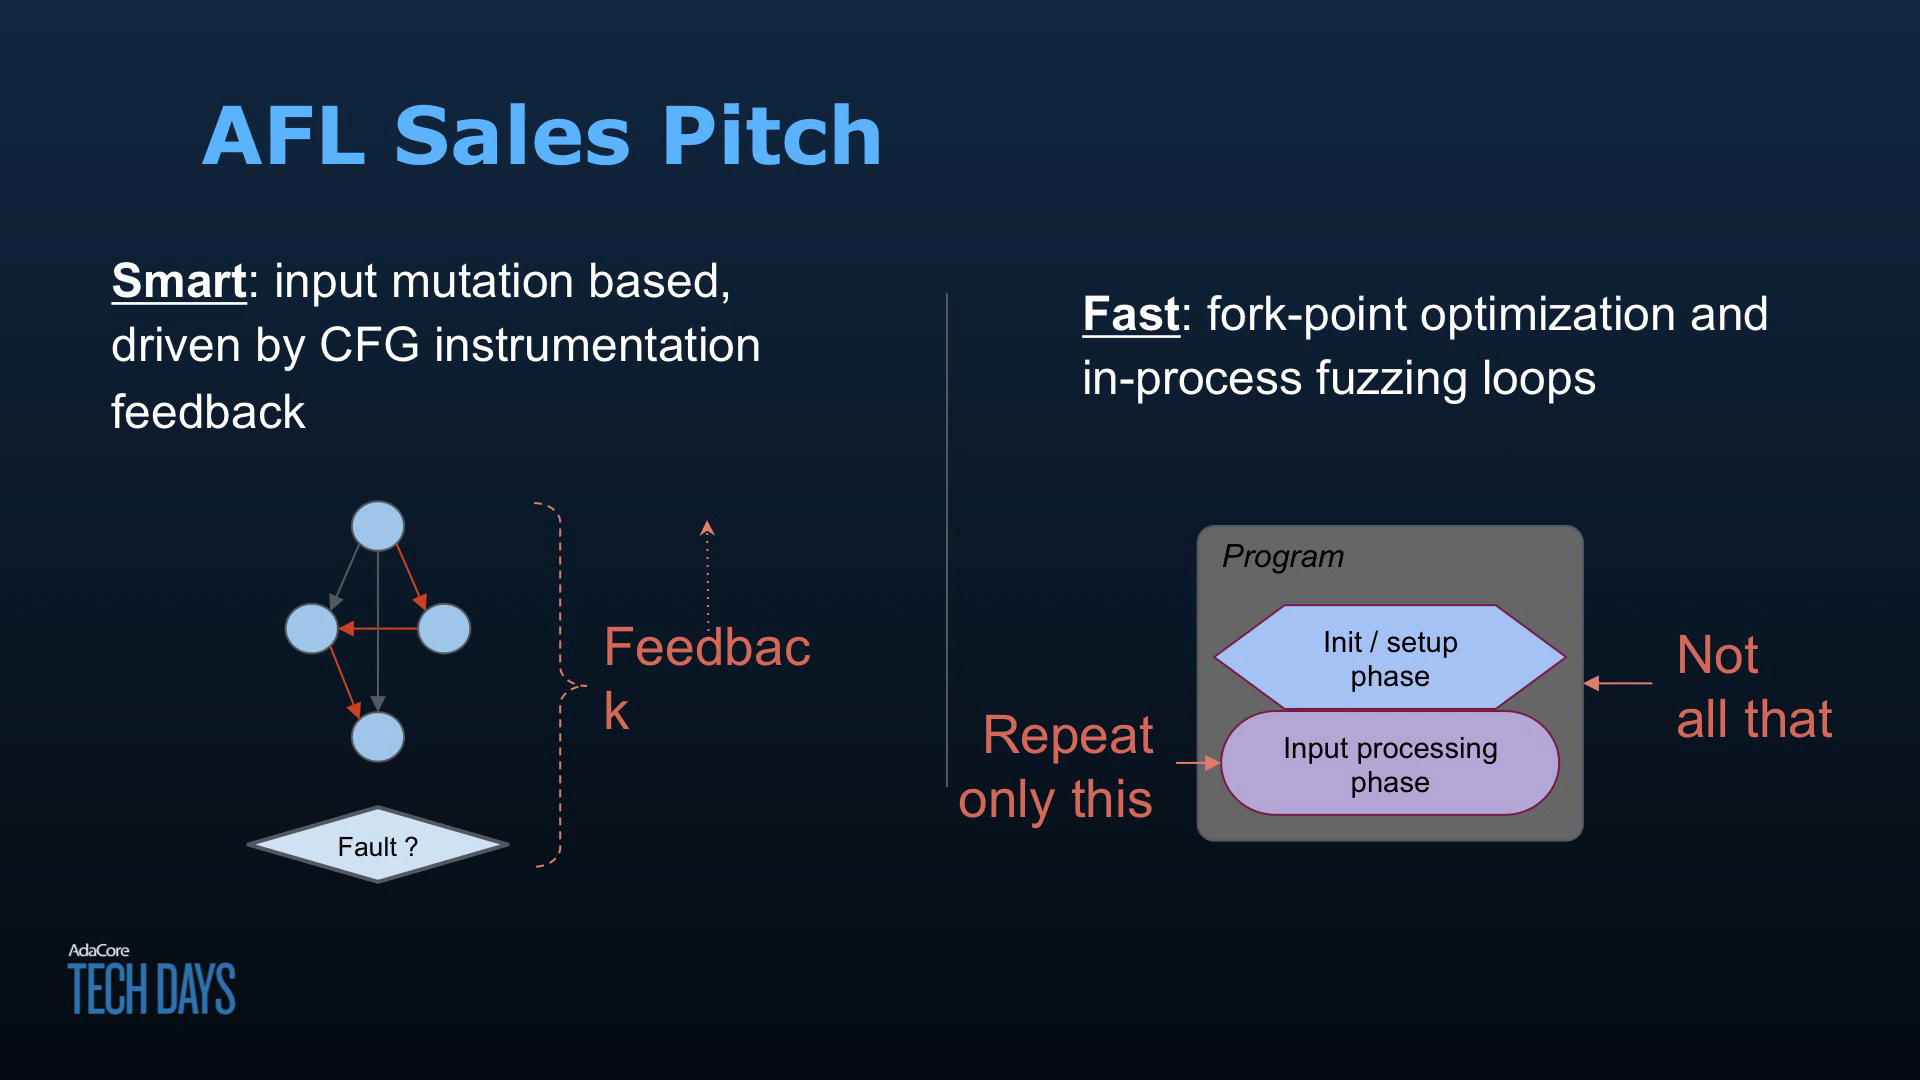 AFL Sales Pitch
Smart: input mutation based,
driven by CFG instrumentation
feedback
Feedbac
k
Fault ?
Fast: fork-point optimization and
in-process fuzzing loops
Program
Init / setup
phase
Input processing
phase
Repeat
only this
Not
all that
AdaCore
TECH DAYS